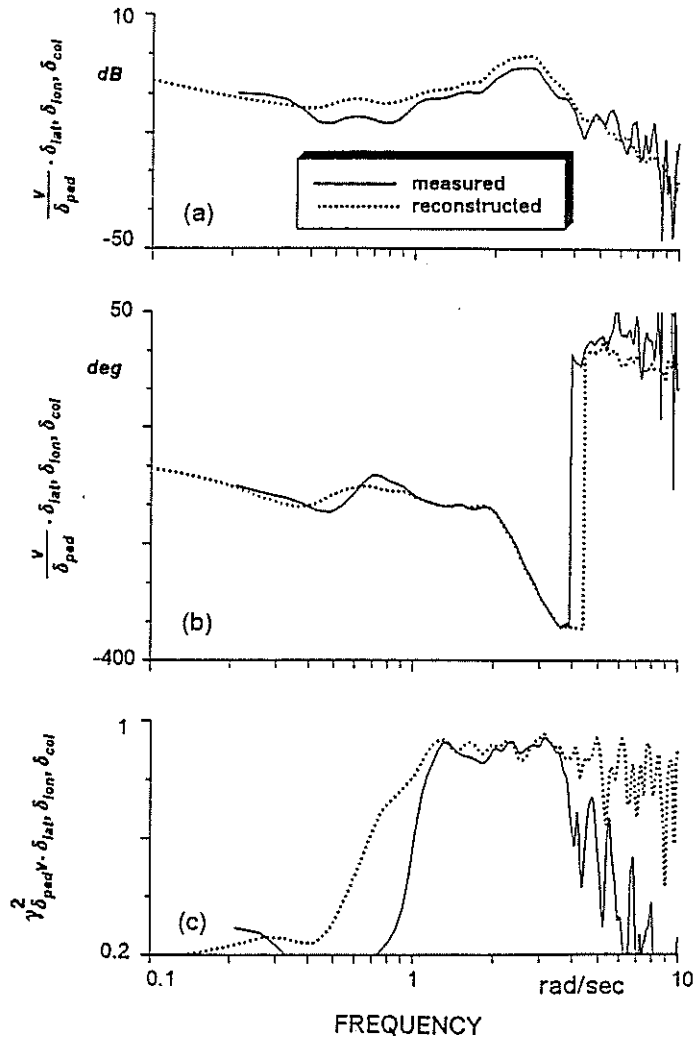 10
dB
v/δped · δlat, δlon, δcol
(a)
measured
reconstructed
-50
50
deg
v/δped · δlat, δlon, δcol
(b)
-400
1
γ²δpedv · δlat, δlon, δcol
(c)
0.2
0.1 1 rad/sec 10
FREQUENCY